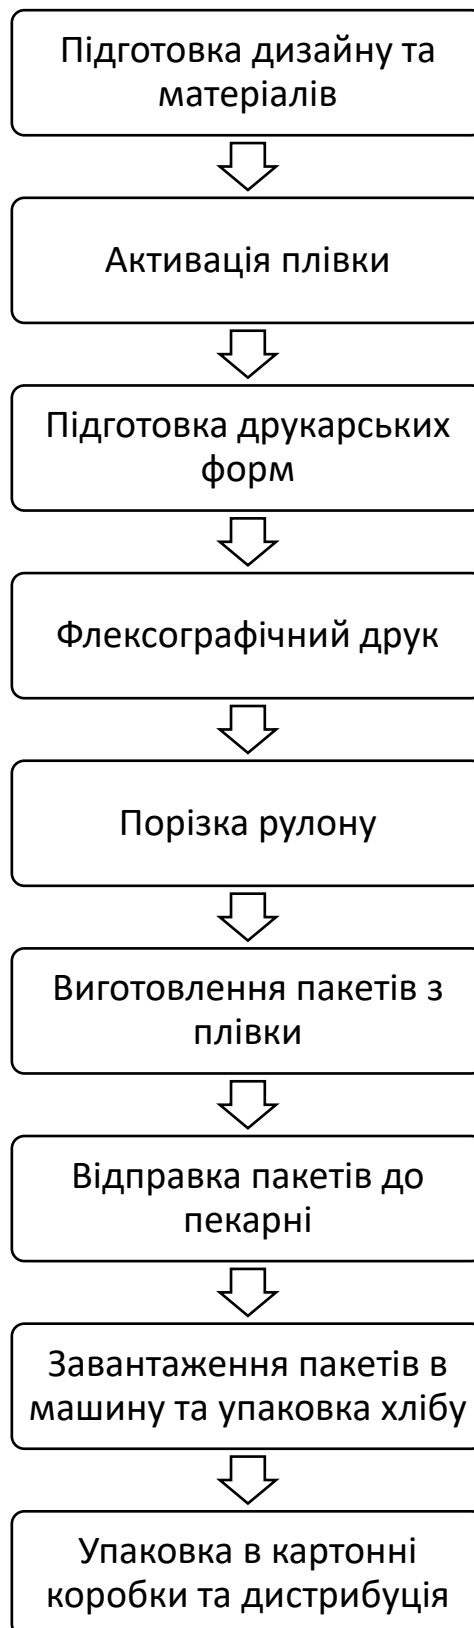 Підготовка дизайну та
матеріалів
Активація плівки
Підготовка друкарських
форм
Флексографічний друк
Порізка рулону
Виготовлення пакетів з
плівки
Відправка пакетів до
пекарні
Завантаження пакетів в
машину та упаковка хлібу
Упаковка в картонні
коробки та дистрибуція